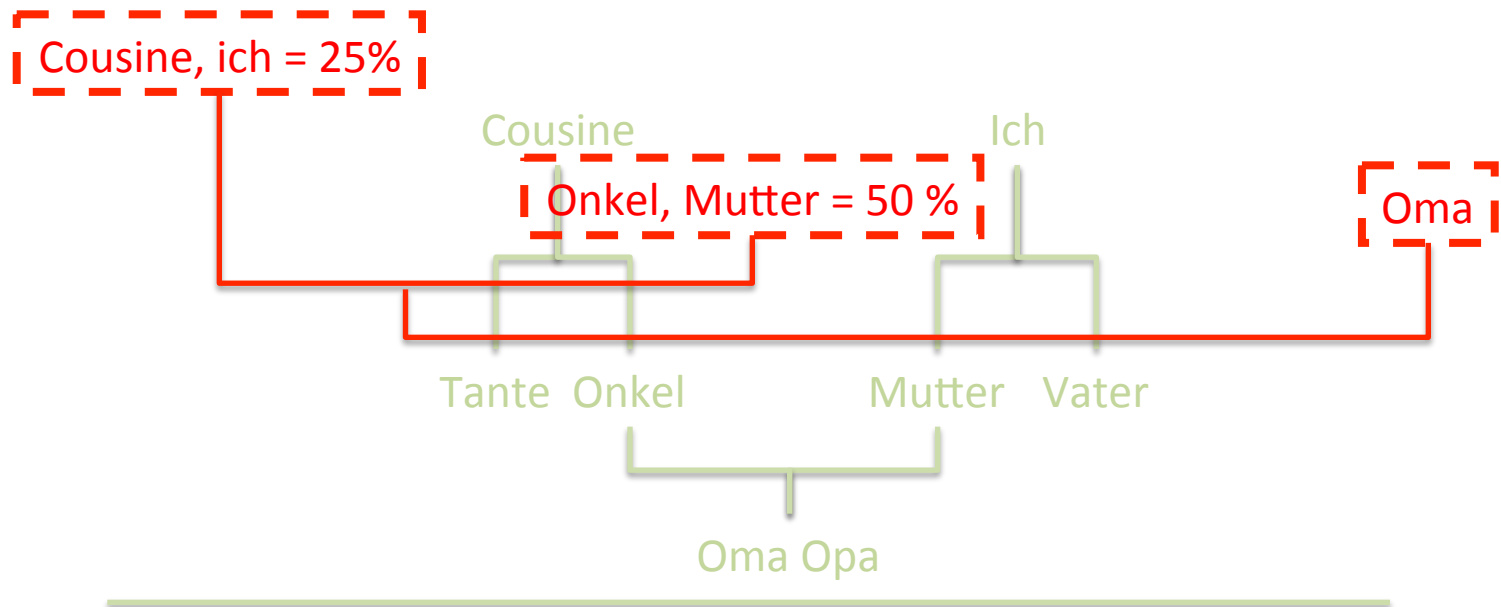 Cousine, ich = 25%
Cousine
Ich
Onkel, Mutter = 50 %
Oma
Tante Onkel
Mutter Vater
Oma Opa